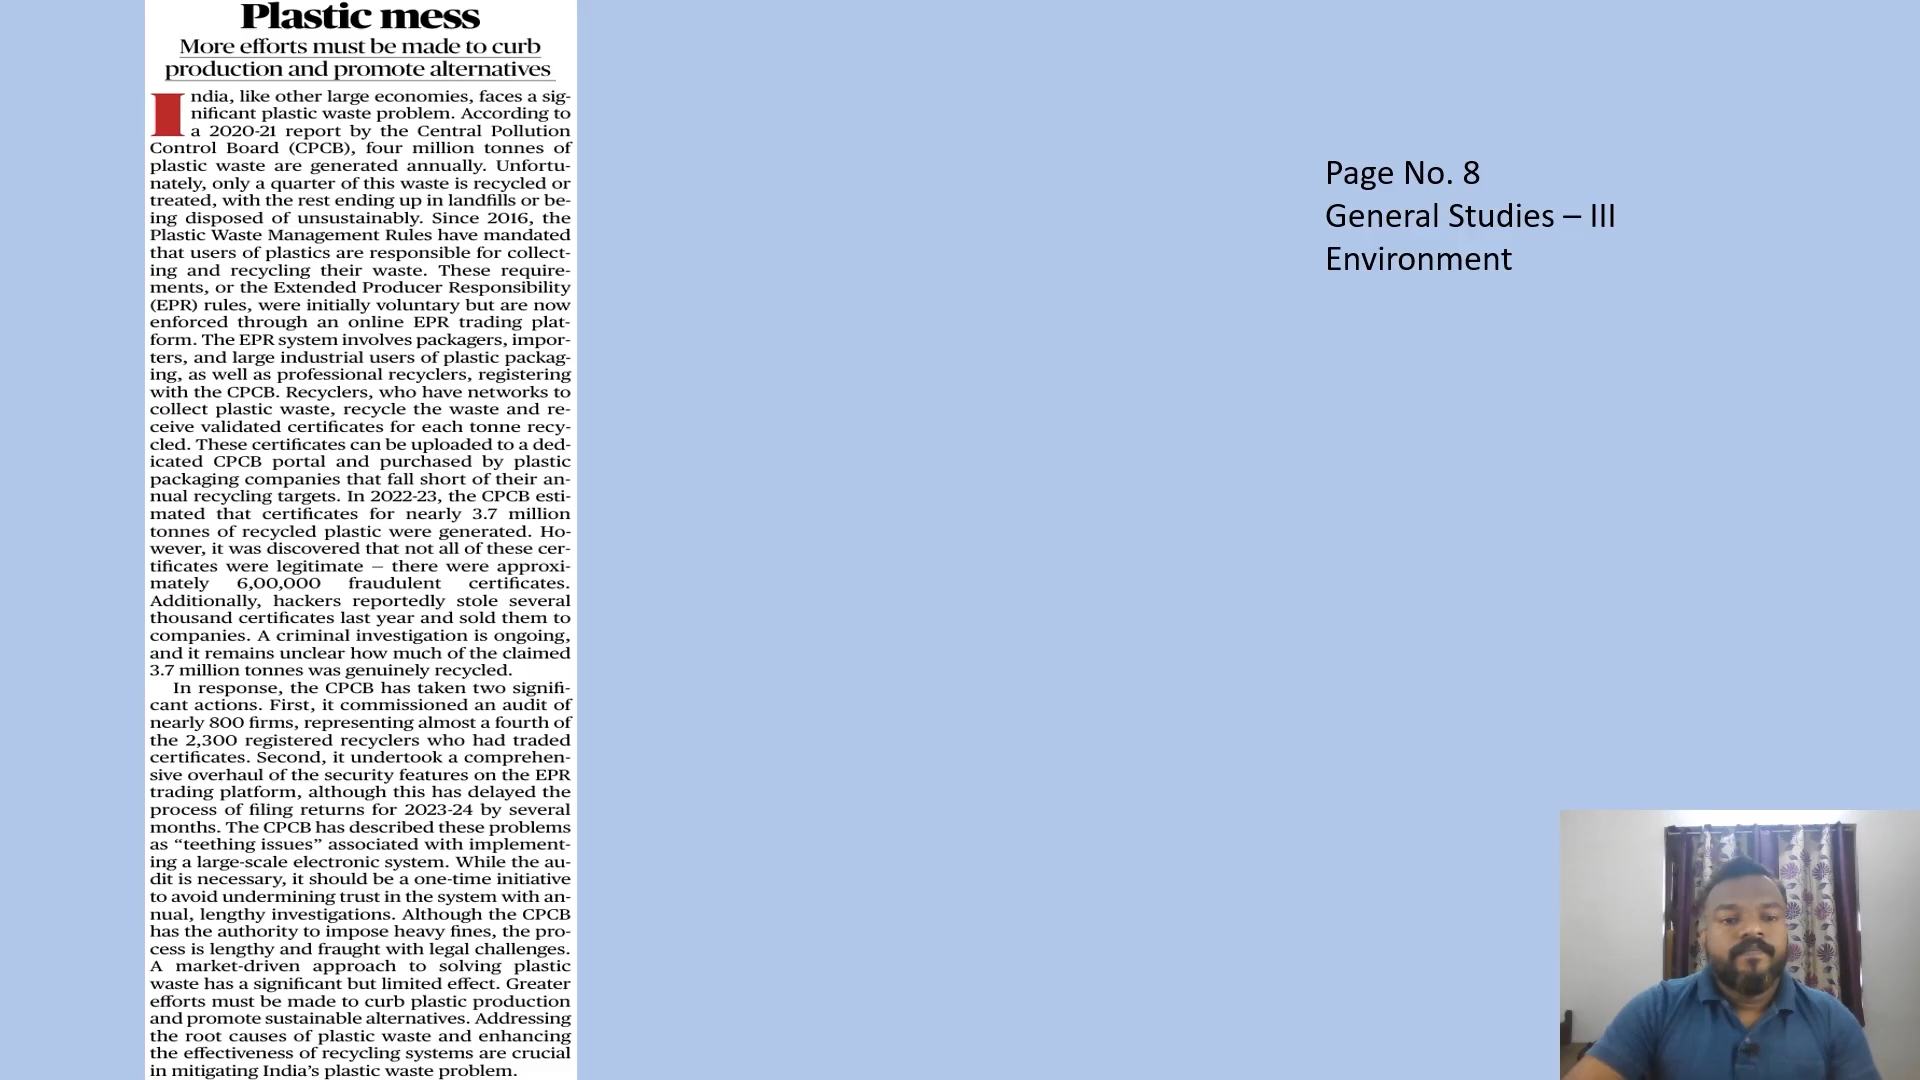 Plastic mess
More efforts must be made to curb
production and promote alternatives
India, like other large economies, faces a sig-
nificant plastic waste problem. According to
a 2020-21 report by the Central Pollution
Control Board (CPCB), four million tonnes of
plastic waste are generated annually. Unfortu-
nately, only a quarter of this waste is recycled or
treated, with the rest ending up in landfills or be-
ing disposed of unsustainably. Since 2016, the
Plastic Waste Management Rules have mandated
that users of plastics are responsible for collect-
ing and recycling their waste. These require-
ments, or the Extended Producer Responsibility
(EPR) rules, were initially voluntary but are now
enforced through an online EPR trading plat-
form. The EPR system involves packagers, impor-
ters, and large industrial users of plastic packag-
ing, as well as professional recyclers, registering
with the CPCB. Recyclers, who have networks to
collect plastic waste, recycle the waste and re-
ceive validated certificates for each tonne recy-
cled. These certificates can be uploaded to a ded-
icated CPCB portal and purchased by plastic
packaging companies that fall short of their an-
nual recycling targets. In 2022-23, the CPCB esti-
mated that certificates for nearly 3.7 million
tonnes of recycled plastic were generated. Ho-
wever, it was discovered that not all of these cer-
tificates were legitimate – there were approxi-
mately 6,00,000 fraudulent certificates.
Additionally, hackers reportedly stole several
thousand certificates last year and sold them to
companies. A criminal investigation is ongoing,
and it remains unclear how much of the claimed
3.7 million tonnes was genuinely recycled.
In response, the CPCB has taken two signifi-
cant actions. First, it commissioned an audit of
nearly 800 firms, representing almost a fourth of
the 2,300 registered recyclers who had traded
certificates. Second, it undertook a comprehen-
sive overhaul of the security features on the EPR
trading platform, although this has delayed the
process of filing returns for 2023-24 by several
months. The CPCB has described these problems
as “teething issues” associated with implement-
ing a large-scale electronic system. While the au-
dit is necessary, it should be a one-time initiative
to avoid undermining trust in the system with an-
nual, lengthy investigations. Although the CPCB
has the authority to impose heavy fines, the pro-
cess is lengthy and fraught with legal challenges.
A market-driven approach to solving plastic
waste has a significant but limited effect. Greater
efforts must be made to curb plastic production
and promote sustainable alternatives. Addressing
the root causes of plastic waste and enhancing
the effectiveness of recycling systems are crucial
in mitigating India’s plastic waste problem.
Page No. 8
General Studies – III
Environment